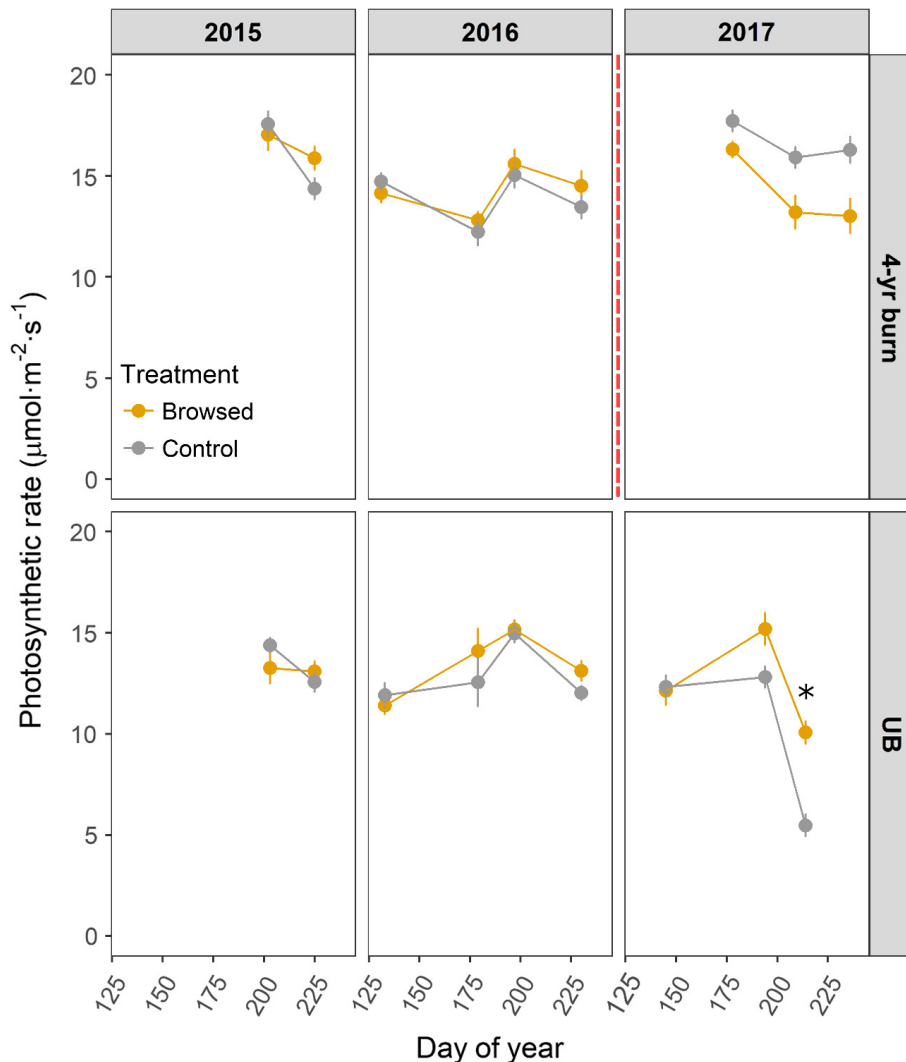 2015 2016 2017
20
15
10
5
0
4-yr burn
Treatment
Browsed
Control
Photosynthetic rate (μmol·m⁻²·s⁻¹)
20
15
10
5
0
*
UB
125 150 175 200 225 125 150 175 200 225 125 150 175 200 225
Day of year